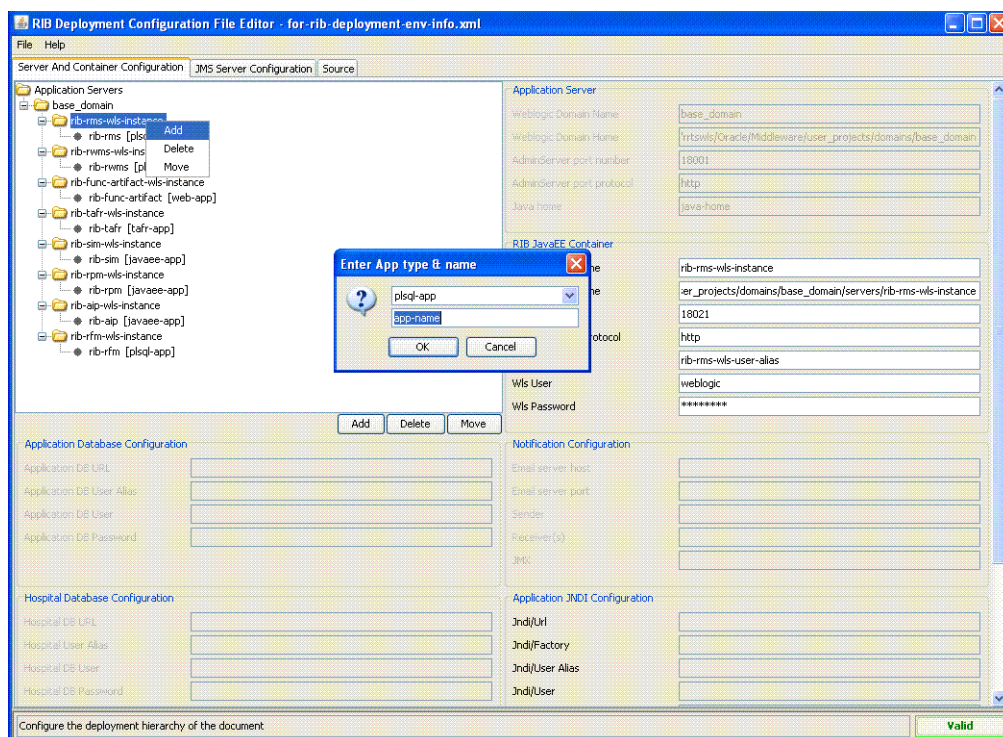 RIB Deployment Configuration File Editor - for-rib-deployment-env-info.xml
File Help
Server And Container Configuration
JMS Server Configuration
Source
Application Servers
base_domain
rib-rms-wls-instance
rib-rms [plsq
rib-rwms-wls-ins
rib-rwms [pl
rib-func-artifact-wls-instance
rib-func-artifact [web-app]
rib-tafr-wls-instance
rib-tafr [tafr-app]
rib-sim-wls-instance
rib-sim [javaee-app]
rib-rpm-wls-instance
rib-rpm [javaee-app]
rib-aip-wls-instance
rib-aip [javaee-app]
rib-rfm-wls-instance
rib-rfm [plsql-app]
Add
Delete
Move
Add
Delete
Move
Application Server
Weblogic Domain Name
base_domain
Weblogic Domain Home
'rrtswls/Oracle/Middleware/user_projects/domains/base_domain
AdminServer port number
18001
AdminServer port protocol
http
Java home
java-home
RIB JavaEE Container
rib-rms-wls-instance
er_projects/domains/base_domain/servers/rib-rms-wls-instance
18021
rotocol
http
rib-rms-wls-user-alias
Wls User
weblogic
Wls Password
********
Enter App type & name
plsql-app
app-name
OK
Cancel
Application Database Configuration
Application DB URL
Application DB User Alias
Application DB User
Application DB Password
Notification Configuration
Email server host
Email server port
Sender
Receiver(s)
JMX
Hospital Database Configuration
Hospital DB URL
Hospital User Alias
Hospital DB User
Hospital DB Password
Application JNDI Configuration
Jndi/Url
Jndi/Factory
Jndi/User Alias
Jndi/User
Configure the deployment hierarchy of the document
Valid